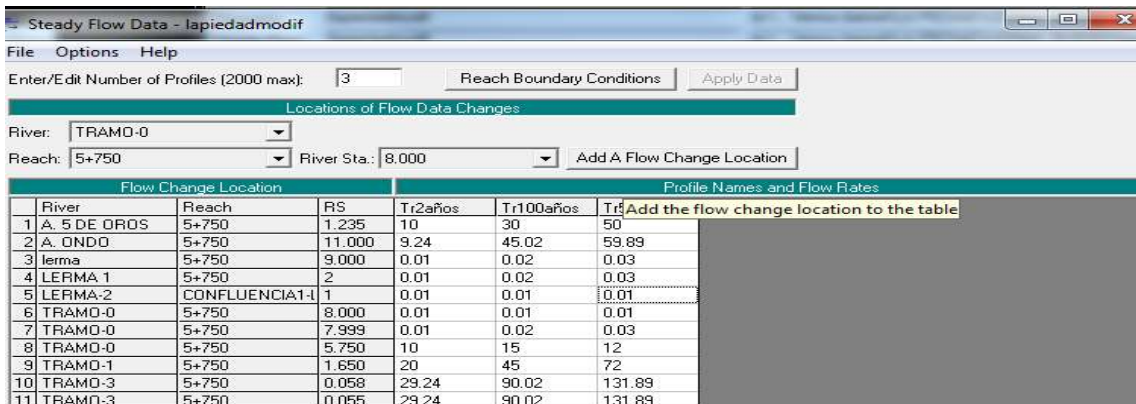 Steady Flow Data - lapiedadmodif
File Options Help
Enter/Edit Number of Profiles (2000 max): 3 Reach Boundary Conditions Apply Data
Locations of Flow Data Changes
River: TRAMO-0
Reach: 5+750 River Sta.: 8.000 Add A Flow Change Location
Flow Change Location Profile Names and Flow Rates
River Reach RS Tr2años Tr100años
Add the flow change location to the table
1 A. 5 DE OROS 5+750 1.235 10 30 50
2 A. ONDO 5+750 11.000 9.24 45.02 59.89
3 lerma 5+750 9.000 0.01 0.02 0.03
4 LERMA 1 5+750 2 0.01 0.02 0.03
5 LERMA-2 CONFLUENCIA1-L 1 0.01 0.01 0.01
6 TRAMO-0 5+750 8.000 0.01 0.01 0.01
7 TRAMO-0 5+750 7.999 0.01 0.02 0.03
8 TRAMO-0 5+750 5.750 10 15 12
9 TRAMO-1 5+750 1.650 20 45 72
10 TRAMO-3 5+750 0.058 29.24 90.02 131.89
11 TRAMO-3 5+750 0.055 29.24 90.02 131.89